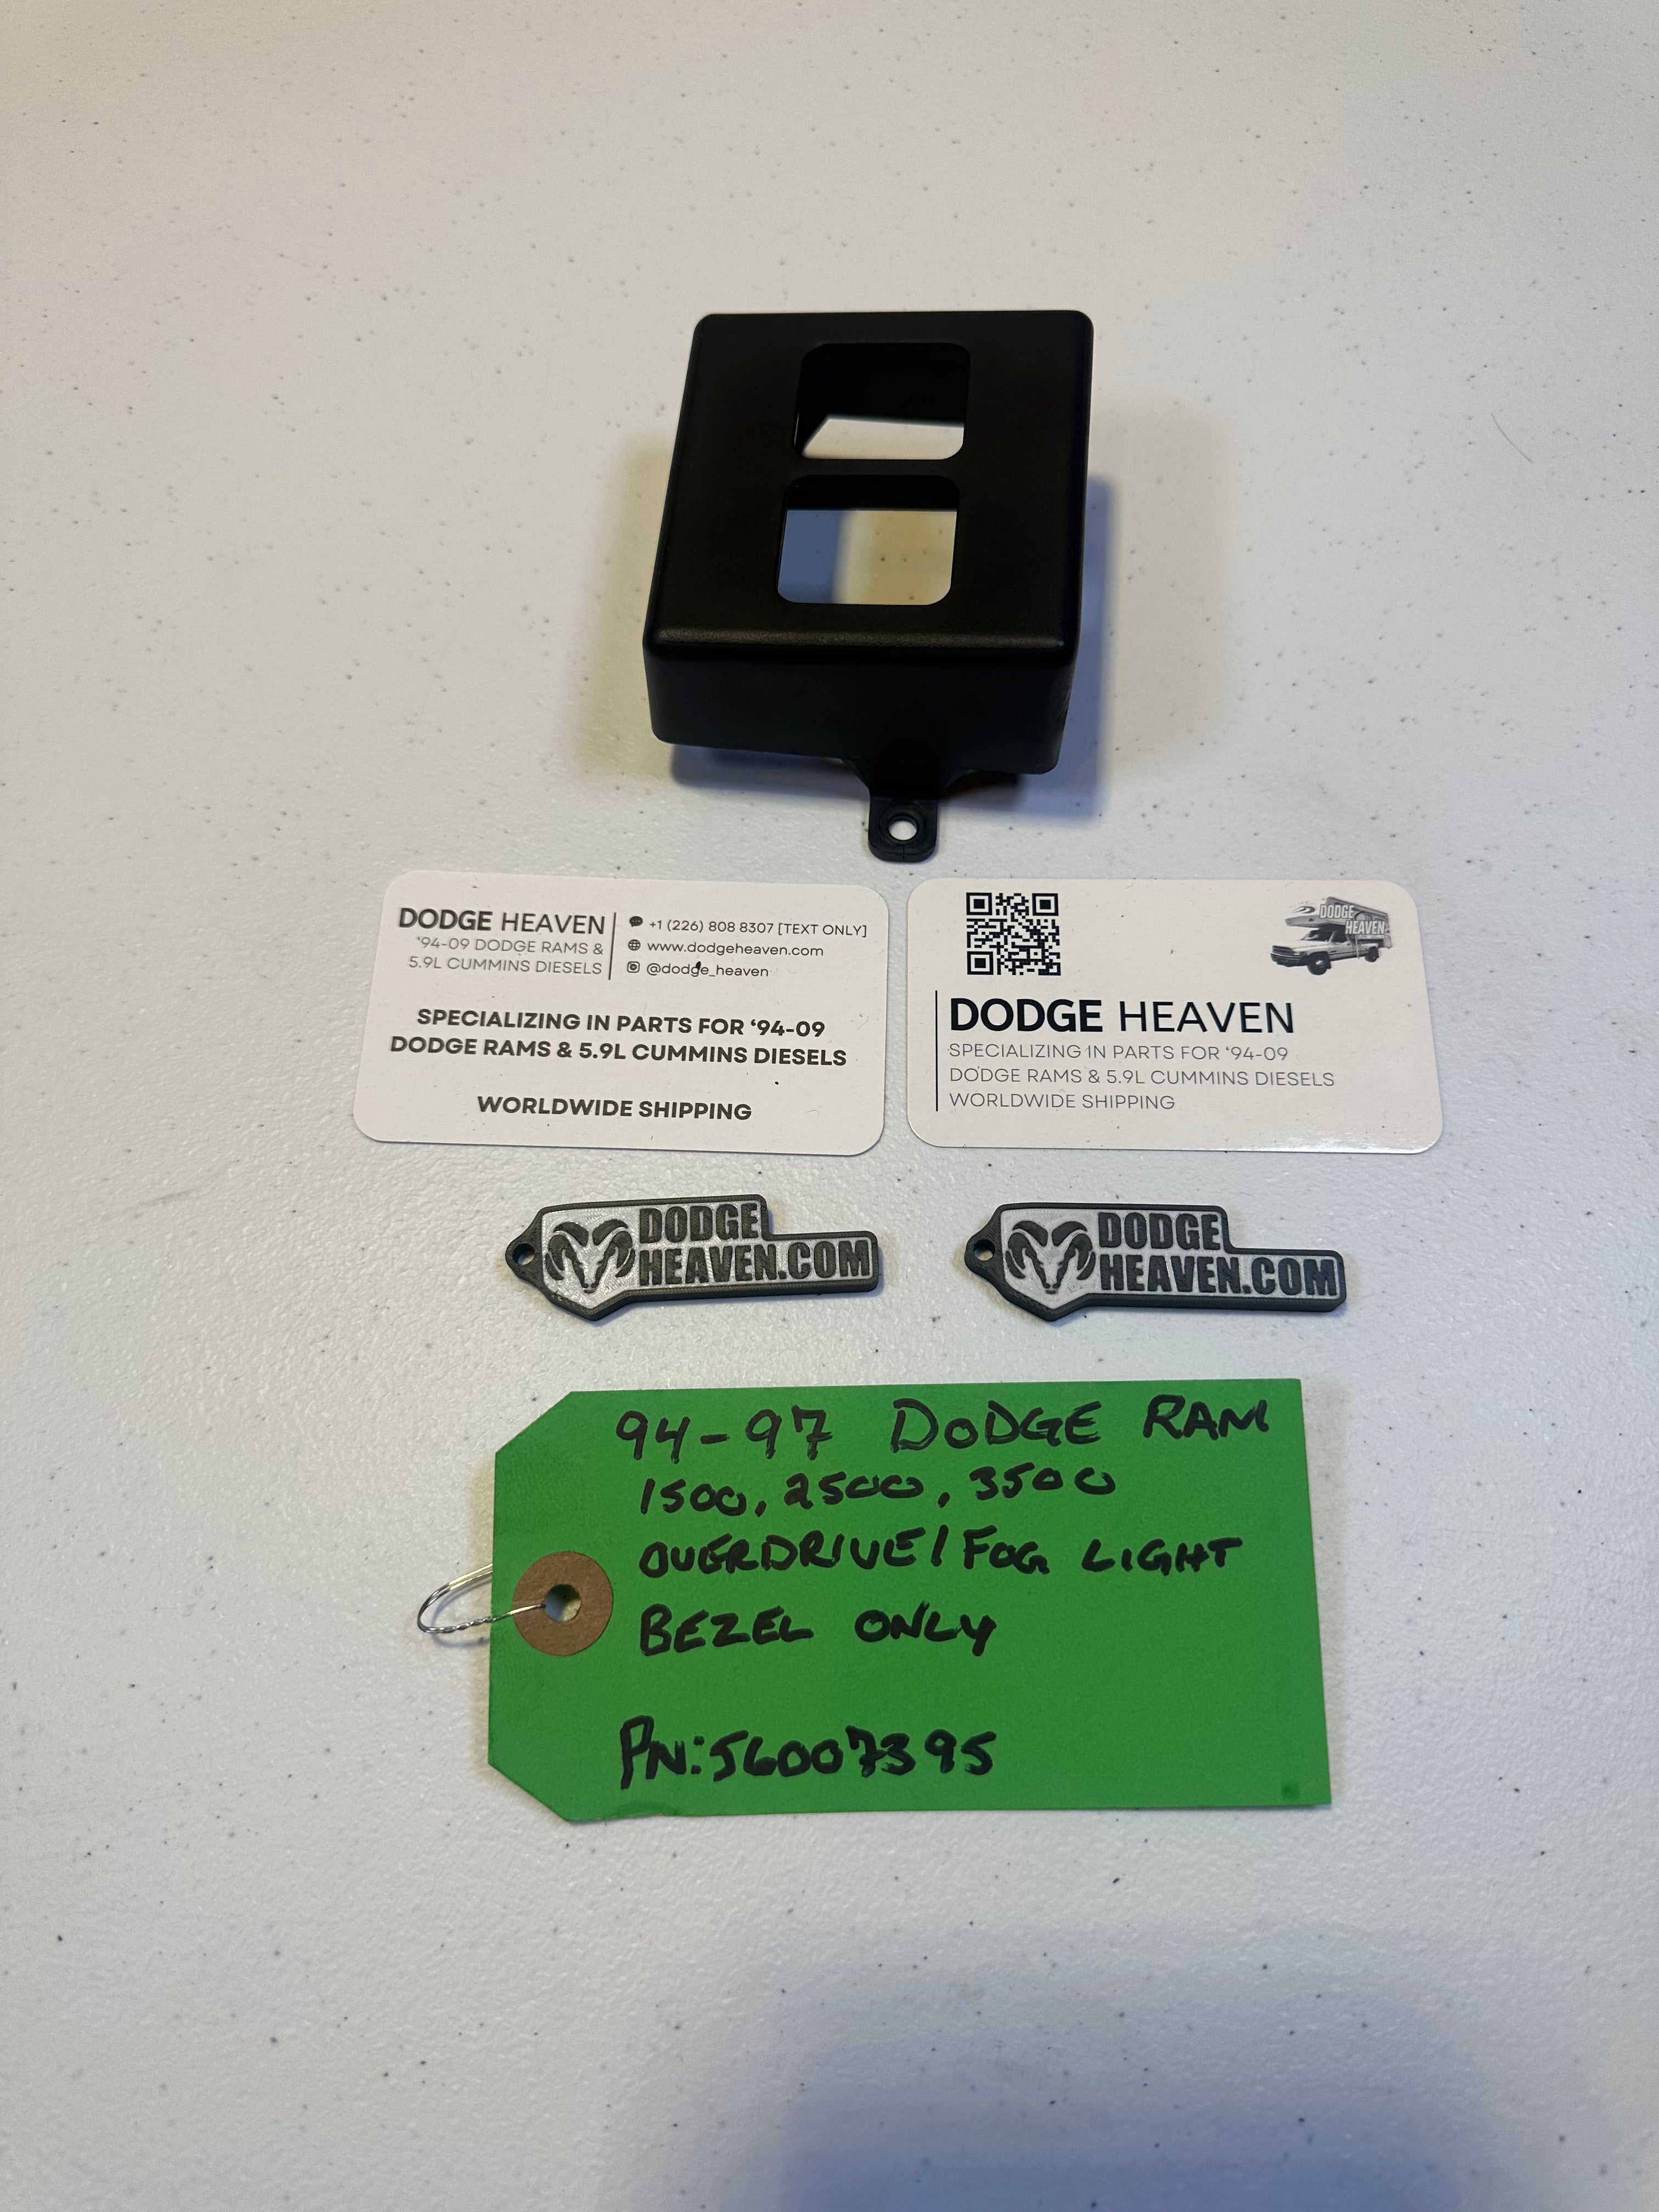 DODGE HEAVEN
'94-09 DODGE RAMS &
5.9L CUMMINS DIESELS
+1 (226) 808 8307 [TEXT ONLY]
www.dodgeheaven.com
@dodge_heaven
SPECIALIZING IN PARTS FOR '94-09
DODGE RAMS & 5.9L CUMMINS DIESELS
WORLDWIDE SHIPPING
DODGE
HEAVEN
DODGE HEAVEN
SPECIALIZING IN PARTS FOR '94-09
DODGE RAMS & 5.9L CUMMINS DIESELS
WORLDWIDE SHIPPING
DODGE
HEAVEN.COM
DODGE
HEAVEN.COM
94-97 DODGE RAM
1500, 2500, 3500
OVERDRIVE/FOG LIGHT
BEZEL ONLY
PN:56007395